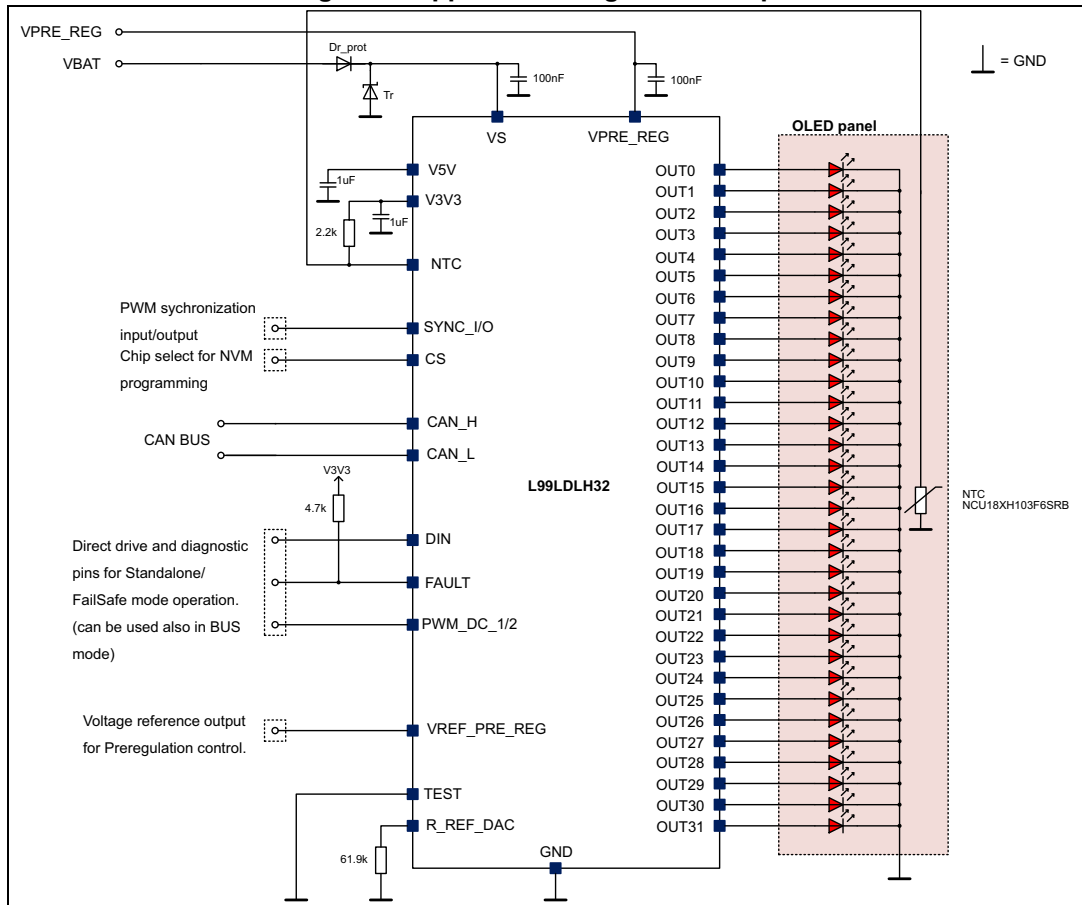 VPRE_REG
VBAT
Dr_prot
Tr
100nF
100nF
= GND
VS
VPRE_REG
OLED panel
V5V
1uF
V3V3
1uF
2.2k
NTC
PWM sychronization
input/output
SYNC_I/O
Chip select for NVM
programming
CS
CAN BUS
CAN_H
CAN_L
V3V3
4.7k
L99LDLH32
Direct drive and diagnostic
pins for Standalone/
FailSafe mode operation.
(can be used also in BUS
mode)
DIN
FAULT
PWM_DC_1/2
Voltage reference output
for Preregulation control.
VREF_PRE_REG
TEST
R_REF_DAC
61.9k
GND
OUT0
OUT1
OUT2
OUT3
OUT4
OUT5
OUT6
OUT7
OUT8
OUT9
OUT10
OUT11
OUT12
OUT13
OUT14
OUT15
OUT16
OUT17
OUT18
OUT19
OUT20
OUT21
OUT22
OUT23
OUT24
OUT25
OUT26
OUT27
OUT28
OUT29
OUT30
OUT31
NTC
NCU18XH103F6SRB